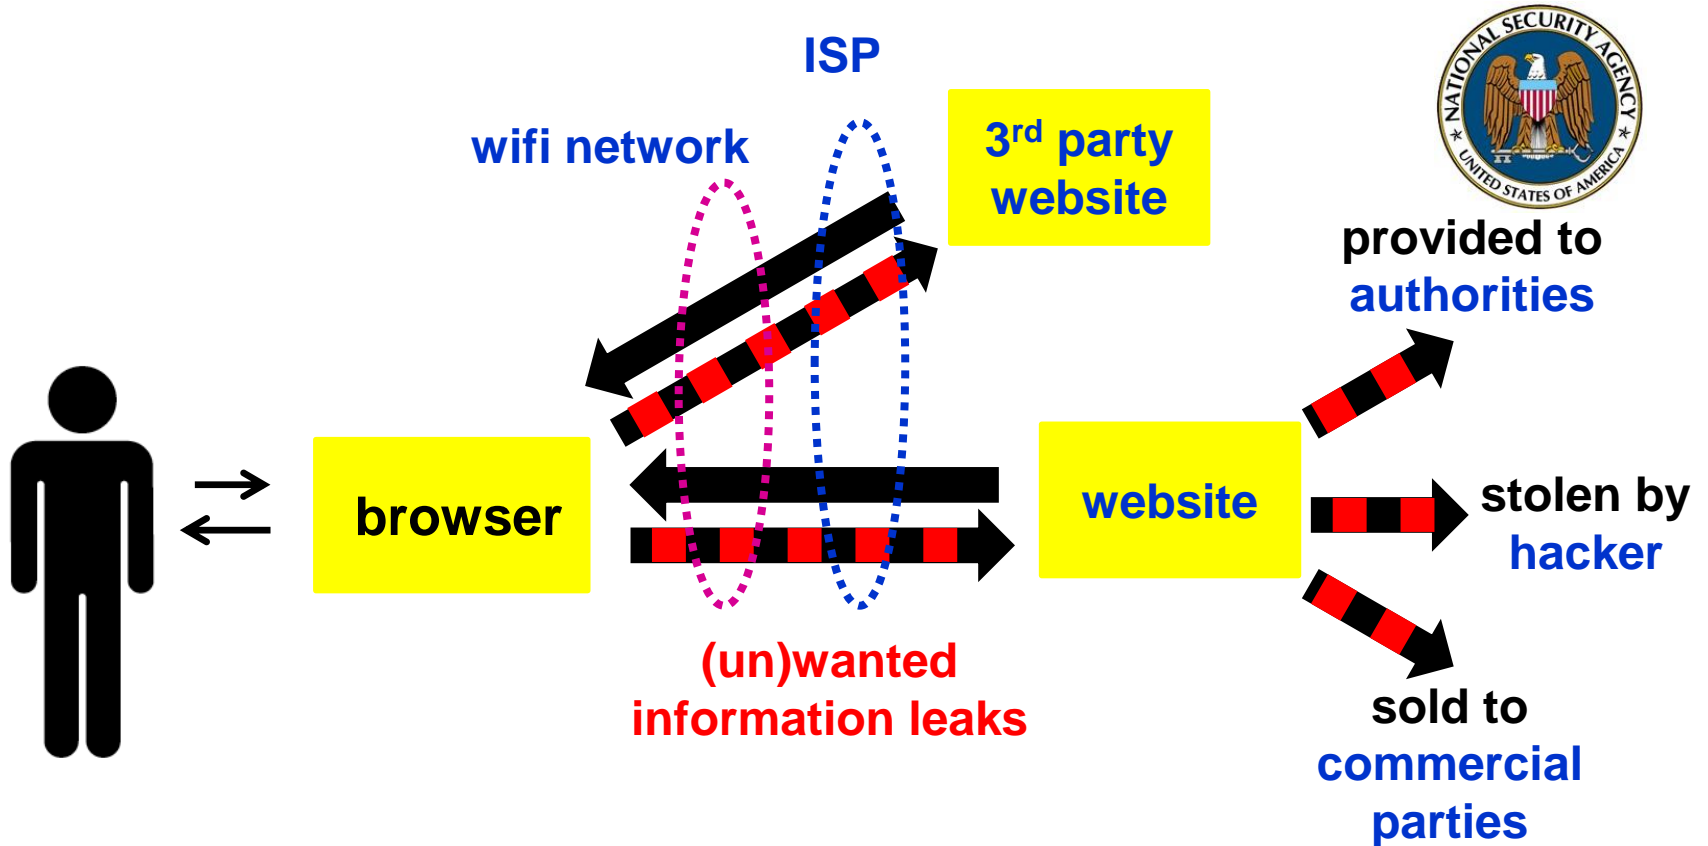 ISP
wifi network
3rd party
website
NATIONAL SECURITY AGENCY
UNITED STATES OF AMERICA
provided to
authorities
browser
website
stolen by
hacker
(un)wanted
information leaks
sold to
commercial
parties